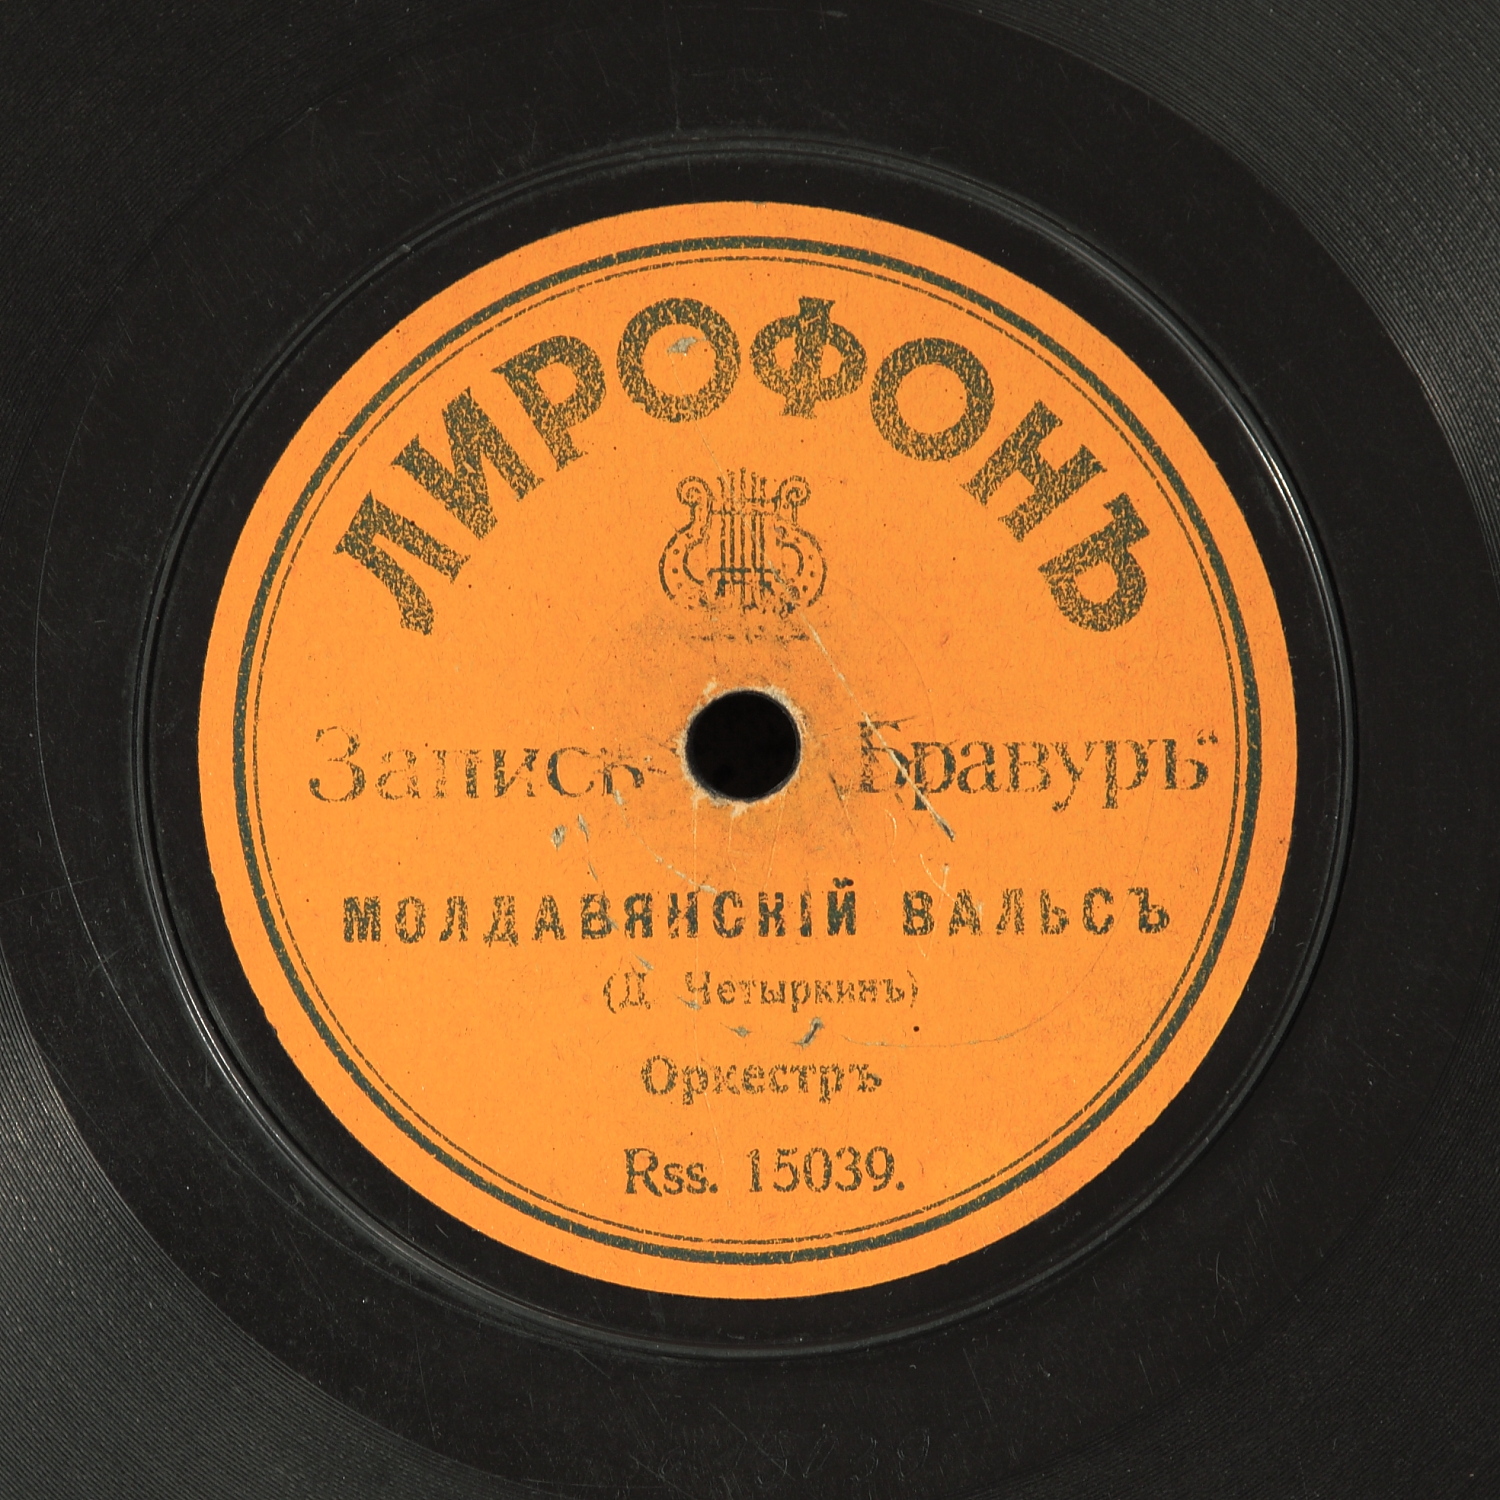 ЛИРОФОНЪ
Запись „Бравуръ“
МОЛДАВЯНСКІЙ ВАЛЬСЪ
(Д. Четыркинъ)
Оркестръ
Rss. 15039.